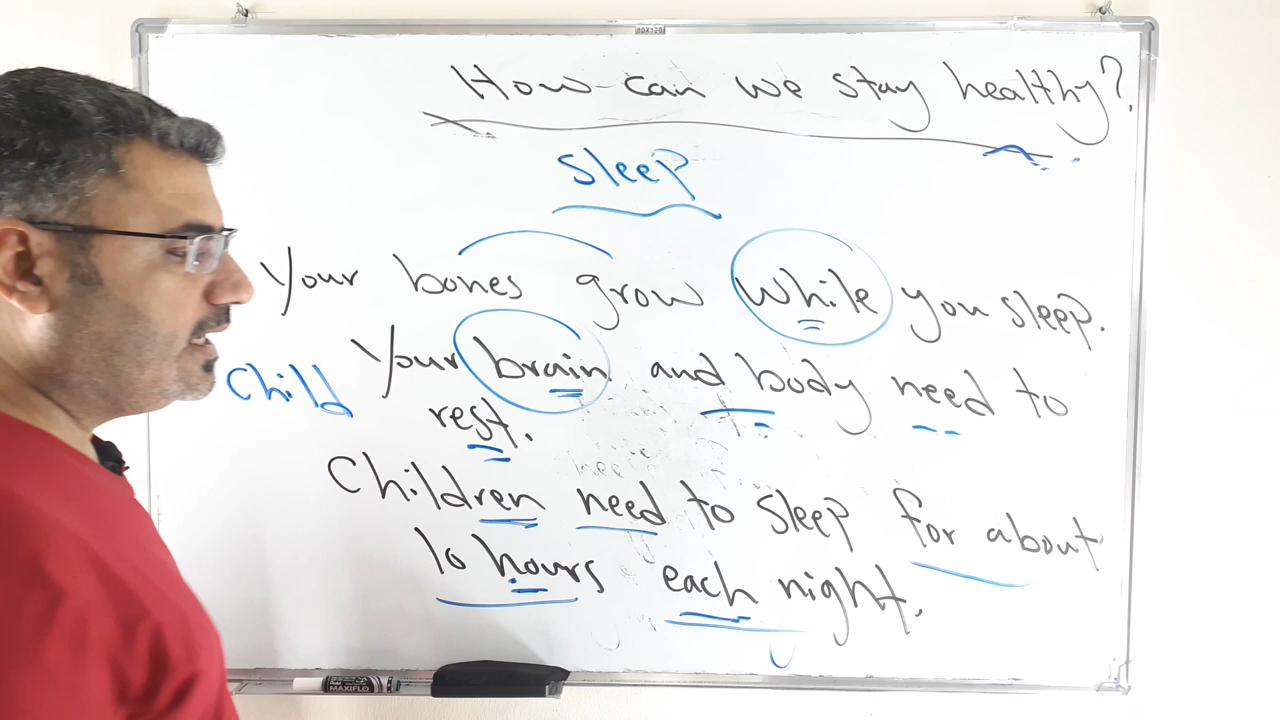 80X120
How can we stay healthy?
sleep
Your bones grow while you sleep.
Your brain and body need to
rest.
Child
Children need to sleep for about
10 hours each night.
MAXIFLO